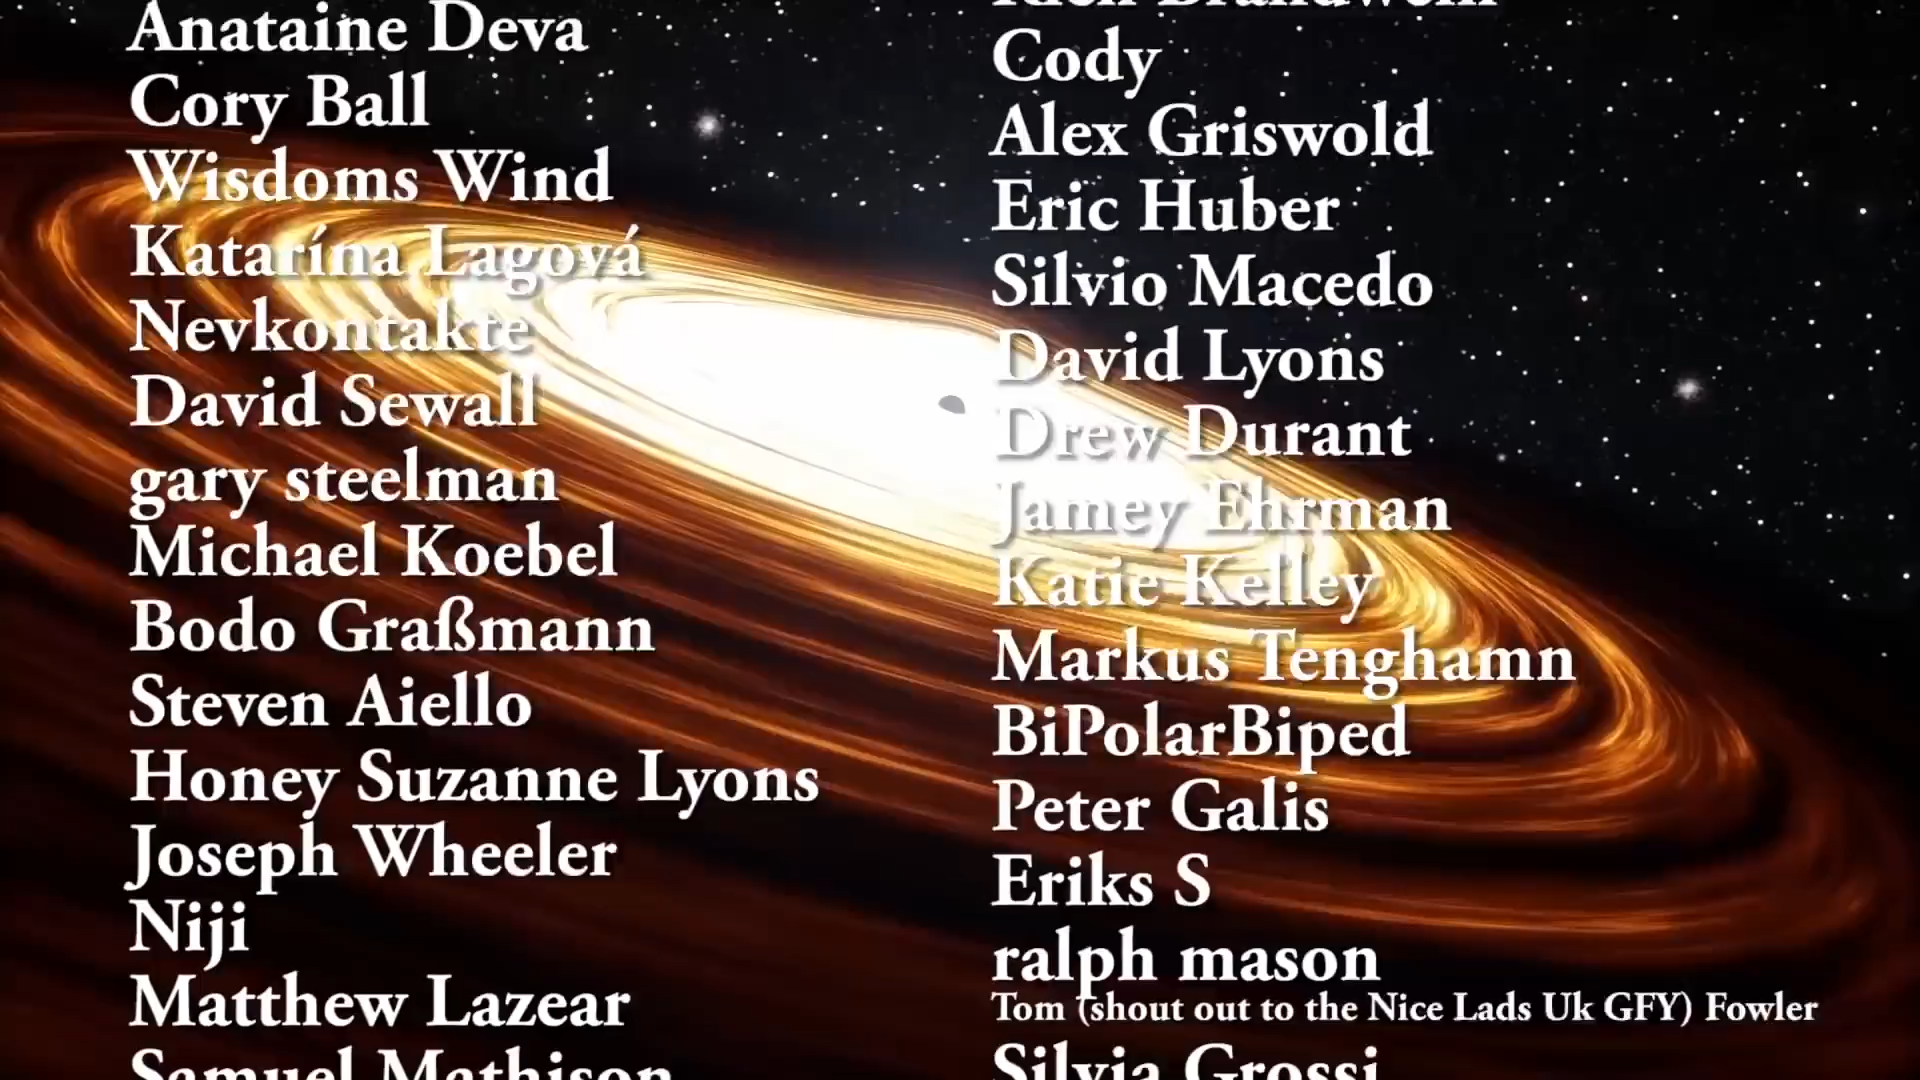 Anataine Deva
Cory Ball
Wisdoms Wind
Katarína Lagová
Nevkontakte
David Sewall
gary steelman
Michael Koebel
Bodo Graßmann
Steven Aiello
Honey Suzanne Lyons
Joseph Wheeler
Niji
Matthew Lazear
Samuel Mathison
Cody
Alex Griswold
Eric Huber
Silvio Macedo
David Lyons
Drew Durant
Jamey Ehrman
Katie Kelley
Markus Tenghamn
BiPolarBiped
Peter Galis
Eriks S
ralph mason
Tom (shout out to the Nice Lads Uk GFY) Fowler
Silvia Grossi